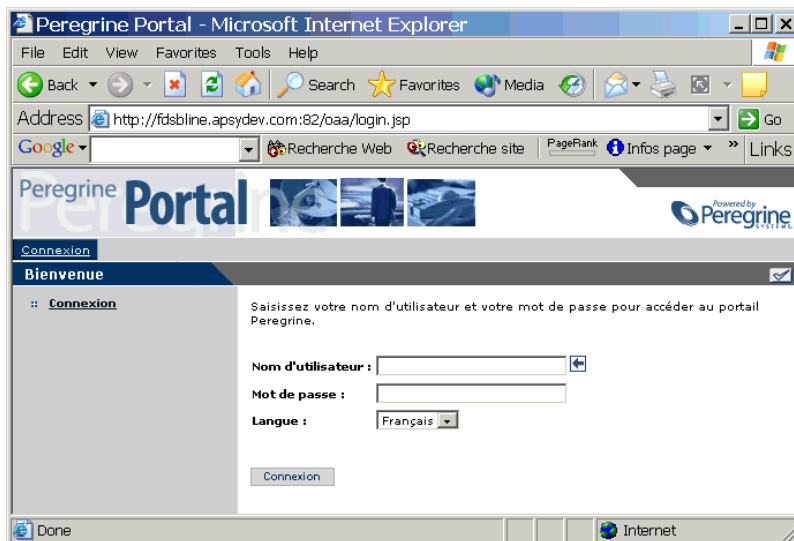 Peregrine Portal - Microsoft Internet Explorer
File Edit View Favorites Tools Help
Back Search Favorites Media
Address http://fdsbline.apsydev.com:82/oaa/login.jsp Go
Google Recherche Web Recherche site PageRank Infos page » Links
Peregrine Portal
Powered by
Peregrine
SYSTEMS
Connexion
Bienvenue
:: Connexion
Saisissez votre nom d'utilisateur et votre mot de passe pour accéder au portail
Peregrine.
Nom d'utilisateur :
Mot de passe :
Langue : Français
Connexion
Done Internet